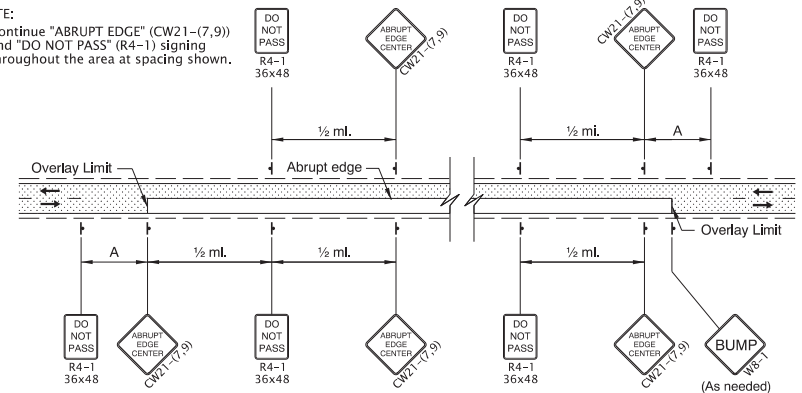 TE:
ontinue "ABRUPT EDGE" (CW21-(7,9))
nd "DO NOT PASS" (R4-1) signing
hroughout the area at spacing shown.
DO
NOT
PASS
R4-1
36x48
ABRUPT
EDGE
CENTER
CW21-(7,9)
DO
NOT
PASS
R4-1
36x48
ABRUPT
EDGE
CENTER
CW21-(7,9)
DO
NOT
PASS
R4-1
36x48
½ mi.
½ mi.
A
Overlay Limit
Abrupt edge
Overlay Limit
A
½ mi.
½ mi.
½ mi.
DO
NOT
PASS
R4-1
36x48
ABRUPT
EDGE
CENTER
CW21-(7,9)
DO
NOT
PASS
R4-1
36x48
ABRUPT
EDGE
CENTER
CW21-(7,9)
DO
NOT
PASS
R4-1
36x48
ABRUPT
EDGE
CENTER
CW21-(7,9)
BUMP
W8-1
(As needed)